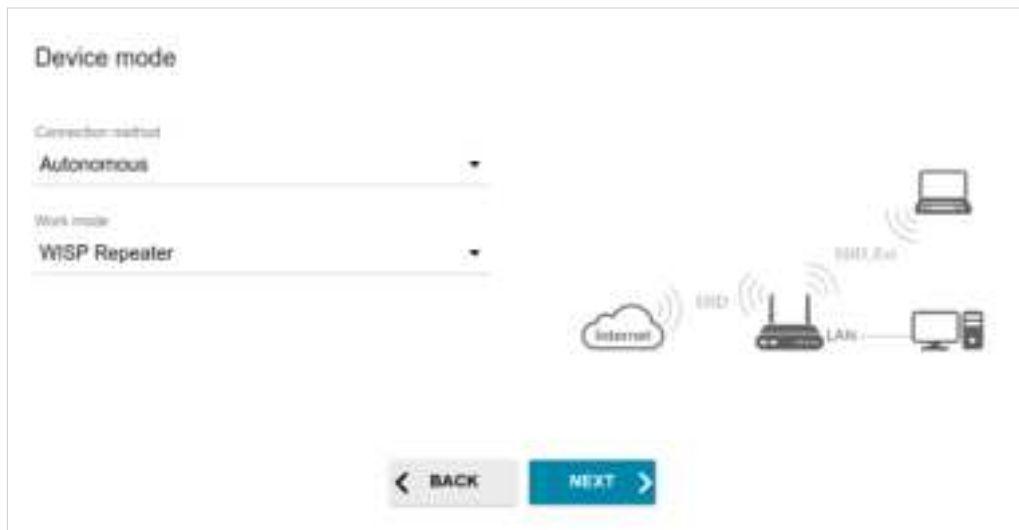 Device mode
Connection method
Autonomous
Work mode
WISP Repeater
SSID_Ext
SSID
Internet
LAN
BACK
NEXT